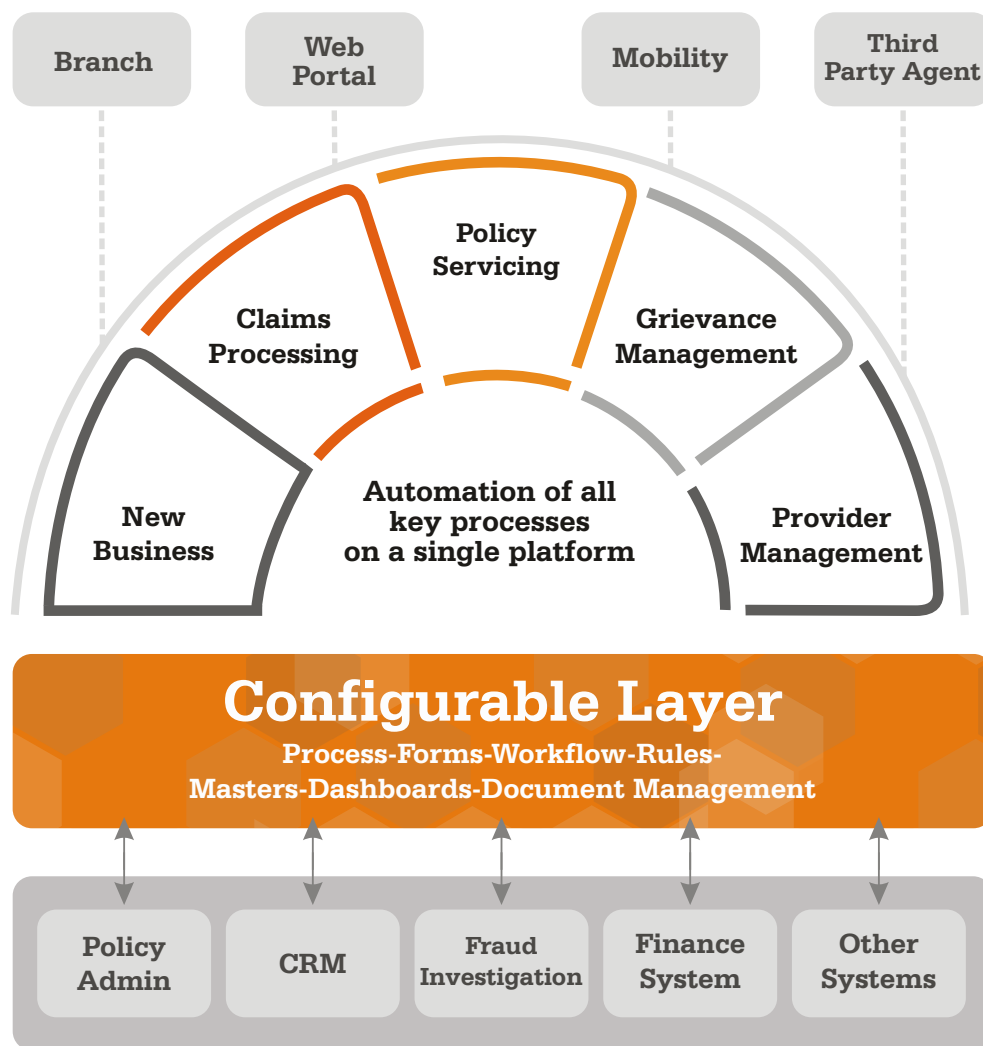 Branch
Web
Portal
Mobility
Third
Party Agent
Policy
Servicing
Claims
Processing
Grievance
Management
New
Business
Automation of all
key processes
on a single platform
Provider
Management
Configurable Layer
Process-Forms-Workflow-Rules-
Masters-Dashboards-Document Management
Policy
Admin
CRM
Fraud
Investigation
Finance
System
Other
Systems